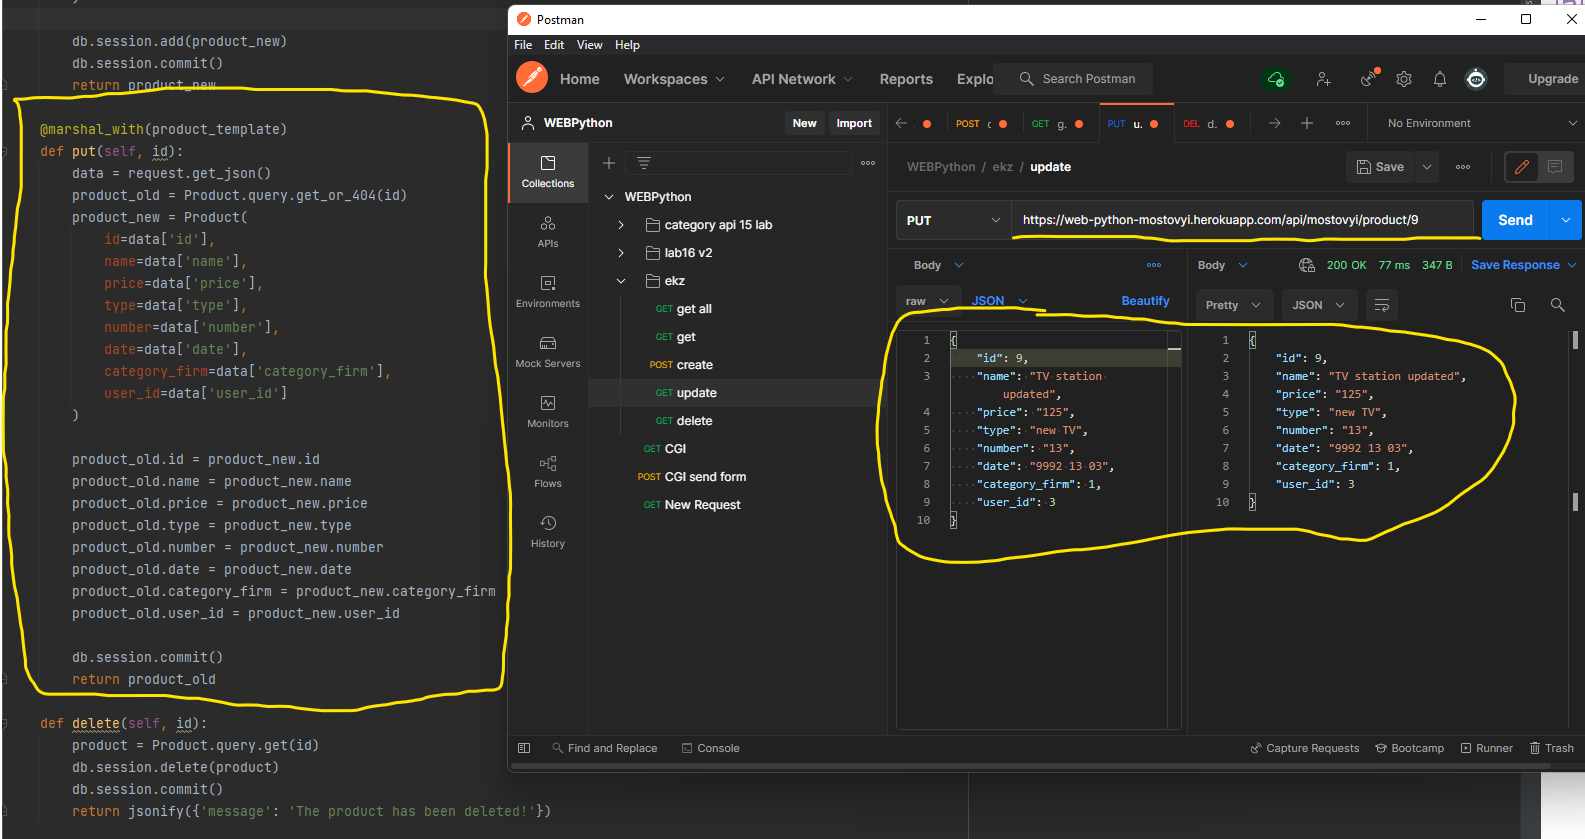 db.session.add(product_new)
db.session.commit()
return product_new
@marshal_with(product_template)
def put(self, id):
data = request.get_json()
product_old = Product.query.get_or_404(id)
product_new = Product(
id=data['id'],
name=data['name'],
price=data['price'],
type=data['type'],
number=data['number'],
date=data['date'],
category_firm=data['category_firm'],
user_id=data['user_id']
)
product_old.id = product_new.id
product_old.name = product_new.name
product_old.price = product_new.price
product_old.type = product_new.type
product_old.number = product_new.number
product_old.date = product_new.date
product_old.category_firm = product_new.category_firm
product_old.user_id = product_new.user_id
db.session.commit()
return product_old
def delete(self, id):
product = Product.query.get(id)
db.session.delete(product)
db.session.commit()
return jsonify({'message': 'The product has been deleted!'})
Postman
File Edit View Help
Home Workspaces API Network Reports Explo Search Postman Upgrade
WEBPython New Import
POST c GET g. PUT u. DEL d. No Environment
Collections
APIs
Environments
Mock Servers
Monitors
Flows
History
WEBPython
category api 15 lab
lab16 v2
ekz
GET get all
GET get
POST create
GET update
GET delete
GET CGI
POST CGI send form
GET New Request
WEBPython / ekz / update Save
PUT https://web-python-mostovyi.herokuapp.com/api/mostovyi/product/9 Send
Body
raw JSON Beautify
1 {
2 "id": 9,
3 "name": "TV station
updated",
4 "price": "125",
5 "type": "new TV",
6 "number": "13",
7 "date": "9992 13 03",
8 "category_firm": 1,
9 "user_id": 3
10 }
Body 200 OK 77 ms 347 B Save Response
Pretty JSON
1 {
2 "id": 9,
3 "name": "TV station updated",
4 "price": "125",
5 "type": "new TV",
6 "number": "13",
7 "date": "9992 13 03",
8 "category_firm": 1,
9 "user_id": 3
10 }
Find and Replace Console Capture Requests Bootcamp Runner Trash